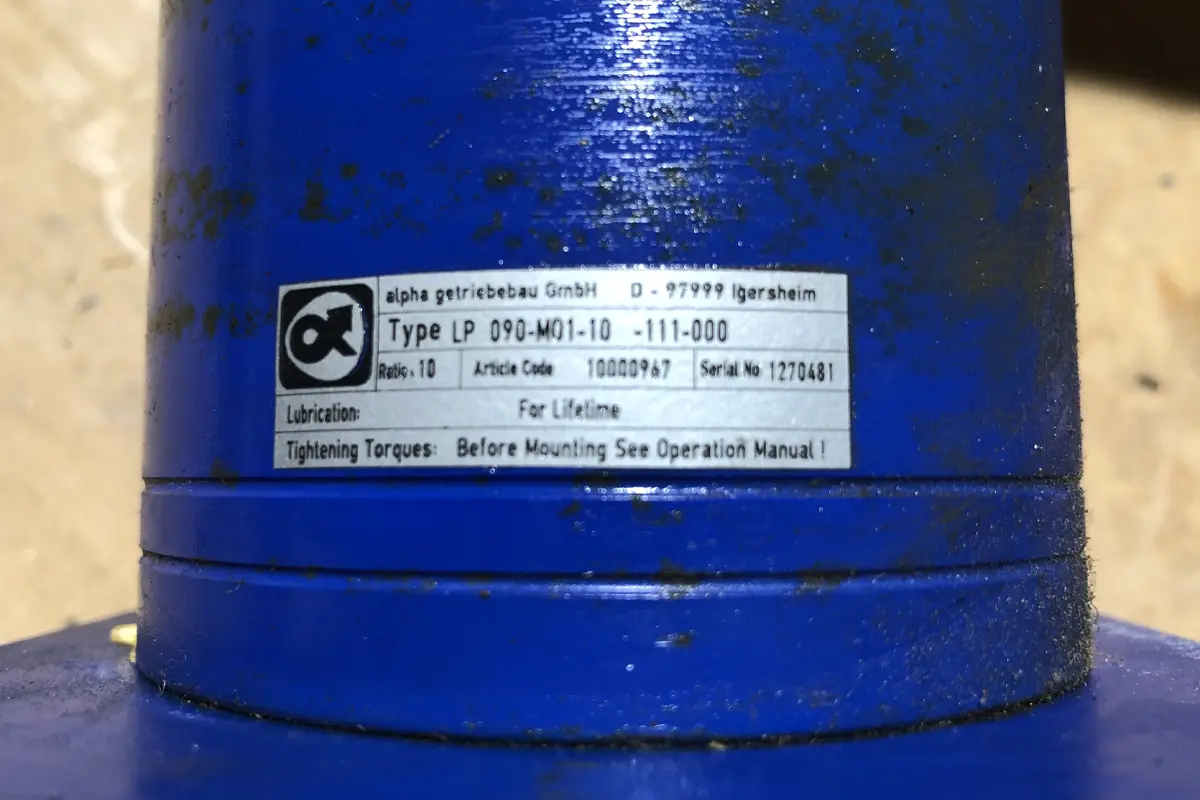 alpha getriebebau GmbH D - 97999 Igersheim
Type LP 090-M01-10 -111-000
Ratio: 10 Article Code 10000967 Serial No 1270481
Lubrication: For Lifetime
Tightening Torques: Before Mounting See Operation Manual !